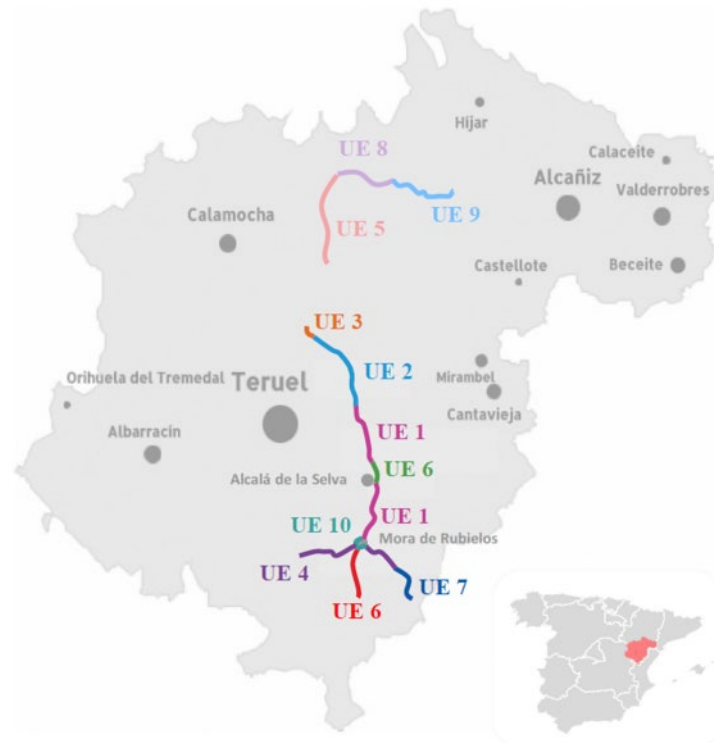 Híjar
UE 8
Calaceite
Alcañiz
Valderrobres
UE 9
Calamocha
UE 5
Castellote
Beceite
UE 3
Orihuela del Tremedal
Teruel
UE 2
Mirambel
Cantavieja
Albarracín
UE 1
Alcalá de la Selva
UE 6
UE 1
UE 10
Mora de Rubielos
UE 4
UE 7
UE 6